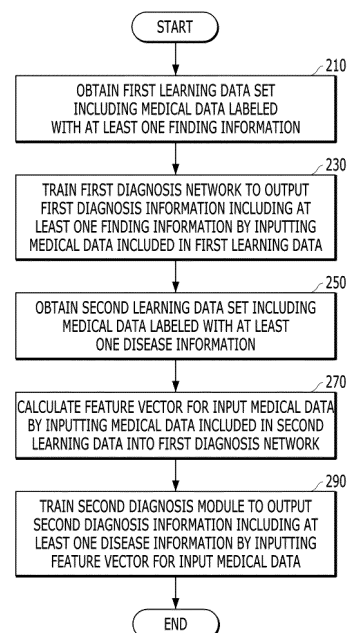 START
210
OBTAIN FIRST LEARNING DATA SET
INCLUDING MEDICAL DATA LABELED
WITH AT LEAST ONE FINDING INFORMATION
230
TRAIN FIRST DIAGNOSIS NETWORK TO OUTPUT
FIRST DIAGNOSIS INFORMATION INCLUDING AT
LEAST ONE FINDING INFORMATION BY INPUTTING
MEDICAL DATA INCLUDED IN FIRST LEARNING DATA
250
OBTAIN SECOND LEARNING DATA SET INCLUDING
MEDICAL DATA LABELED WITH AT LEAST
ONE DISEASE INFORMATION
270
CALCULATE FEATURE VECTOR FOR INPUT MEDICAL DATA
BY INPUTTING MEDICAL DATA INCLUDED IN SECOND
LEARNING DATA INTO FIRST DIAGNOSIS NETWORK
290
TRAIN SECOND DIAGNOSIS MODULE TO OUTPUT
SECOND DIAGNOSIS INFORMATION INCLUDING AT
LEAST ONE DISEASE INFORMATION BY INPUTTING
FEATURE VECTOR FOR INPUT MEDICAL DATA
END